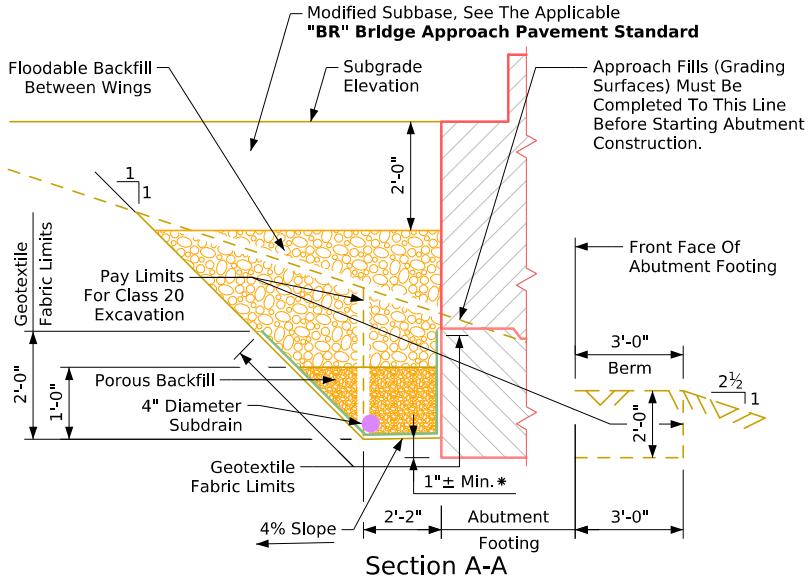 Modified Subbase, See The Applicable
"BR" Bridge Approach Pavement Standard
Floodable Backfill
Between Wings
Subgrade
Elevation
Approach Fills (Grading
Surfaces) Must Be
Completed To This Line
Before Starting Abutment
Construction.
1
1
2'-0"
Geotextile
Fabric Limits
Pay Limits
For Class 20
Excavation
Front Face Of
Abutment Footing
3'-0"
Berm
2½
1
2'-0"
1'-0"
Porous Backfill
4" Diameter
Subdrain
2'-0"
Geotextile
Fabric Limits
1"± Min.*
4% Slope
2'-2"
Abutment
Footing
3'-0"
Section A-A